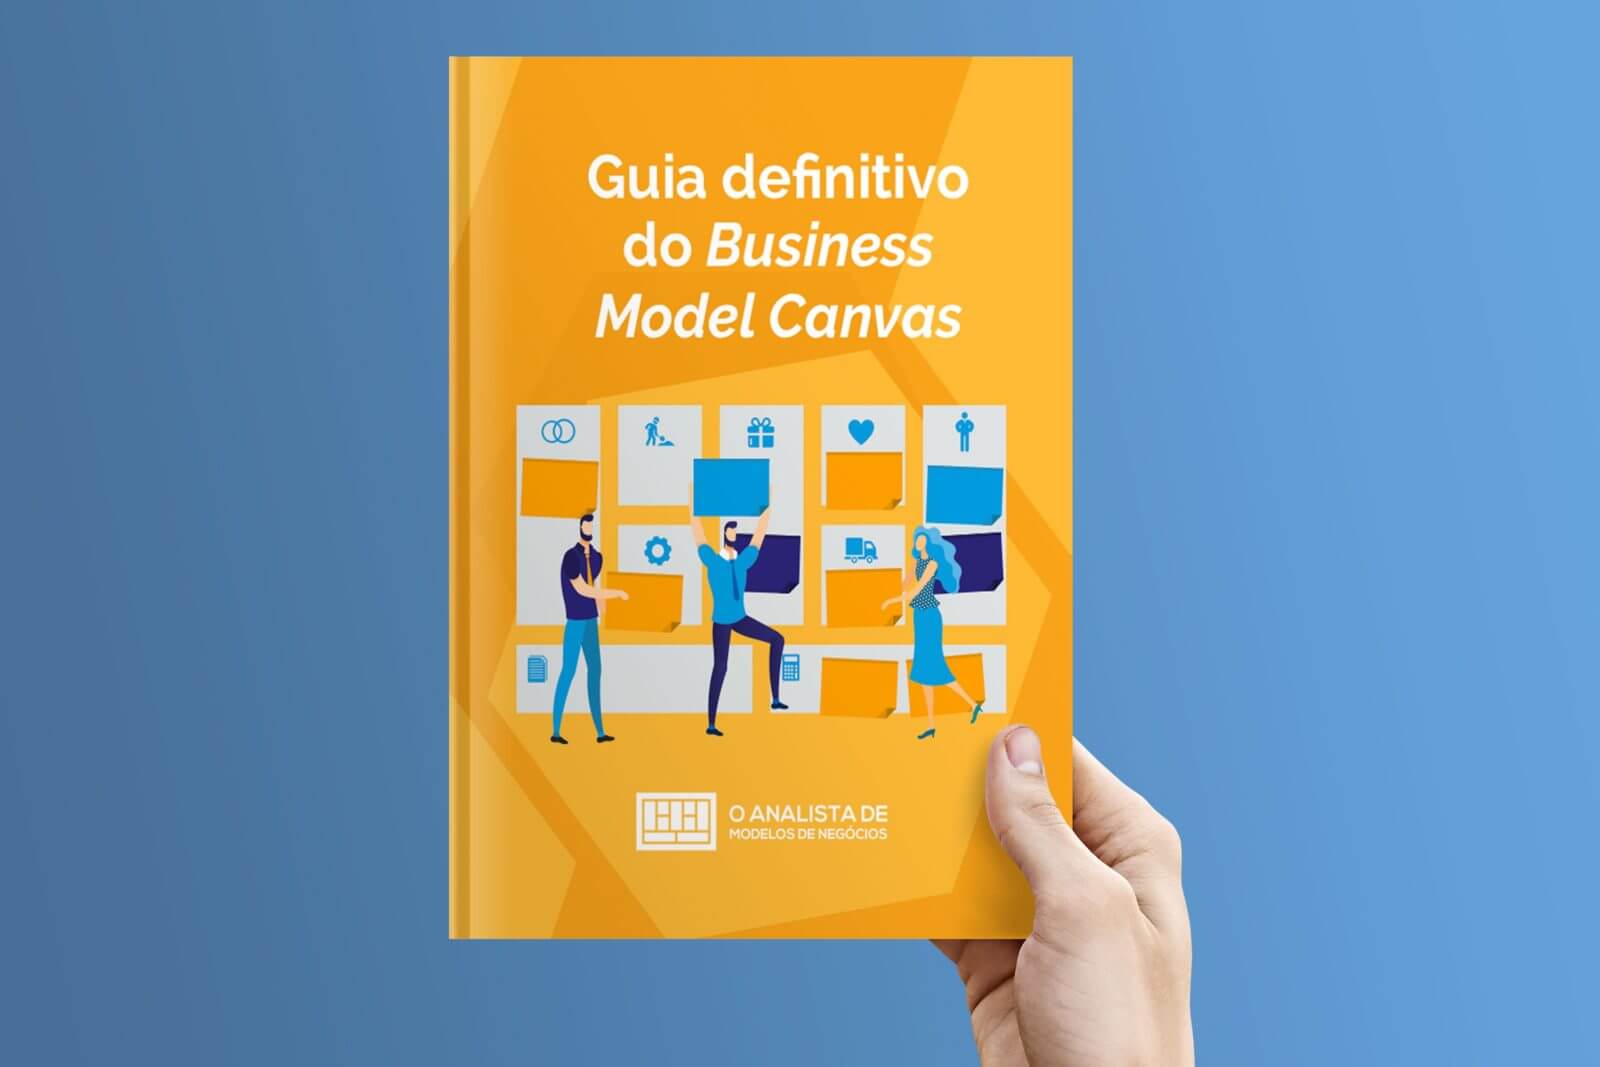 Guia definitivo
do Business
Model Canvas
O ANALISTA DE
MODELOS DE NEGÓCIOS